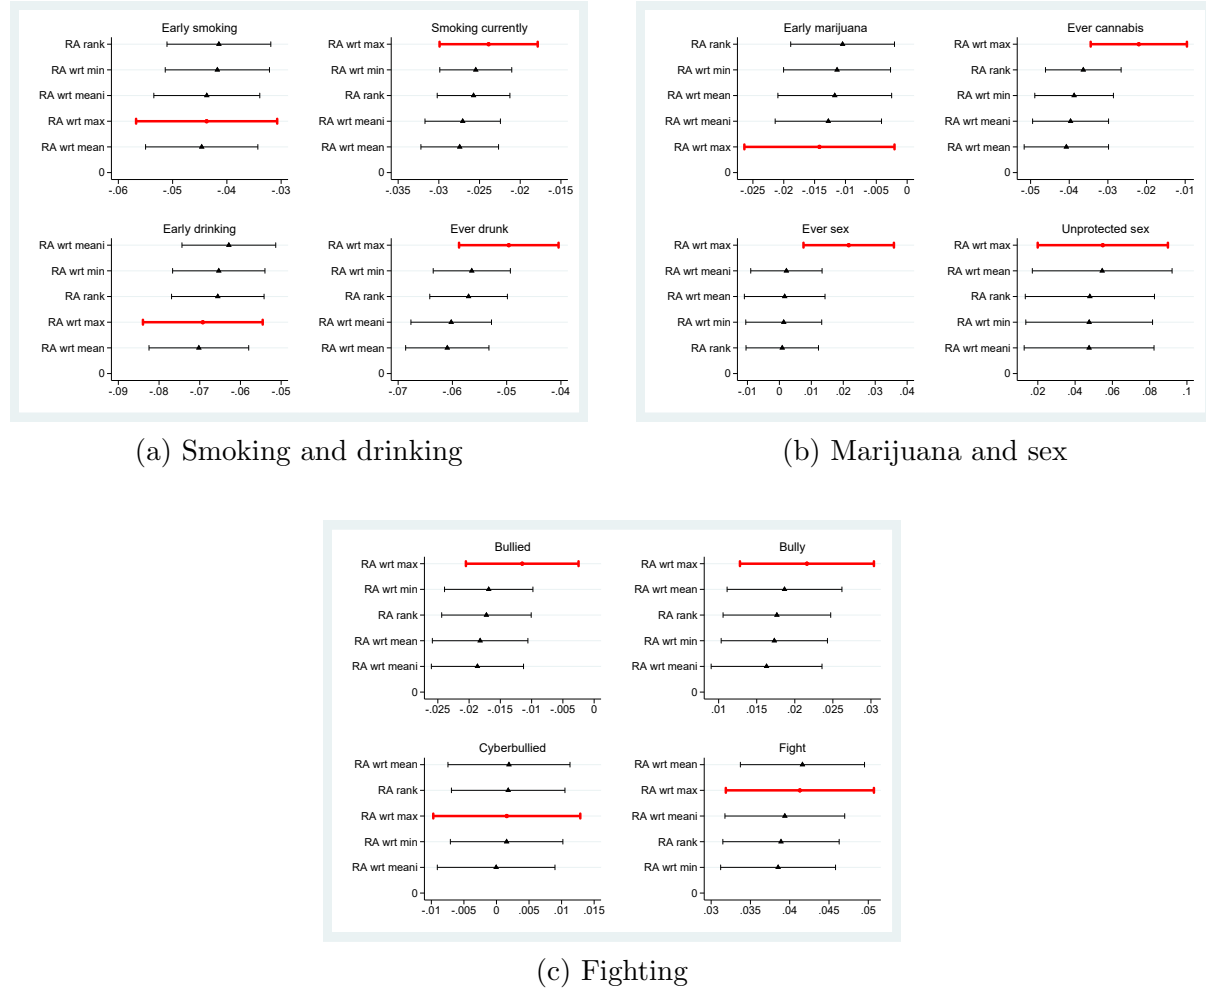 Early smoking
RA rank
RA wrt min
RA wrt meani
RA wrt max
RA wrt mean
0
-.06 -.05 -.04 -.03
Smoking currently
RA wrt max
RA wrt min
RA rank
RA wrt meani
RA wrt mean
0
-.035 -.03 -.025 -.02 -.015
Early drinking
RA wrt meani
RA wrt min
RA rank
RA wrt max
RA wrt mean
0
-.09 -.08 -.07 -.06 -.05
Ever drunk
RA wrt max
RA wrt min
RA rank
RA wrt meani
RA wrt mean
0
-.07 -.06 -.05 -.04
(a) Smoking and drinking
Early marijuana
RA rank
RA wrt min
RA wrt mean
RA wrt meani
RA wrt max
0
-.025 -.02 -.015 -.01 -.005 0
Ever cannabis
RA wrt max
RA rank
RA wrt min
RA wrt meani
RA wrt mean
0
-.05 -.04 -.03 -.02 -.01
Ever sex
RA wrt max
RA wrt meani
RA wrt mean
RA wrt min
RA rank
0
-.01 0 .01 .02 .03 .04
Unprotected sex
RA wrt max
RA wrt mean
RA rank
RA wrt min
RA wrt meani
0
.02 .04 .06 .08 .1
(b) Marijuana and sex
Bullied
RA wrt max
RA wrt min
RA rank
RA wrt mean
RA wrt meani
0
-.025 -.02 -.015 -.01 -.005 0
Bully
RA wrt max
RA wrt mean
RA rank
RA wrt min
RA wrt meani
0
.01 .015 .02 .025 .03
Cyberbullied
RA wrt mean
RA rank
RA wrt max
RA wrt min
RA wrt meani
0
-.01 -.005 0 .005 .01 .015
Fight
RA wrt mean
RA wrt max
RA wrt meani
RA rank
RA wrt min
0
.03 .035 .04 .045 .05
(c) Fighting